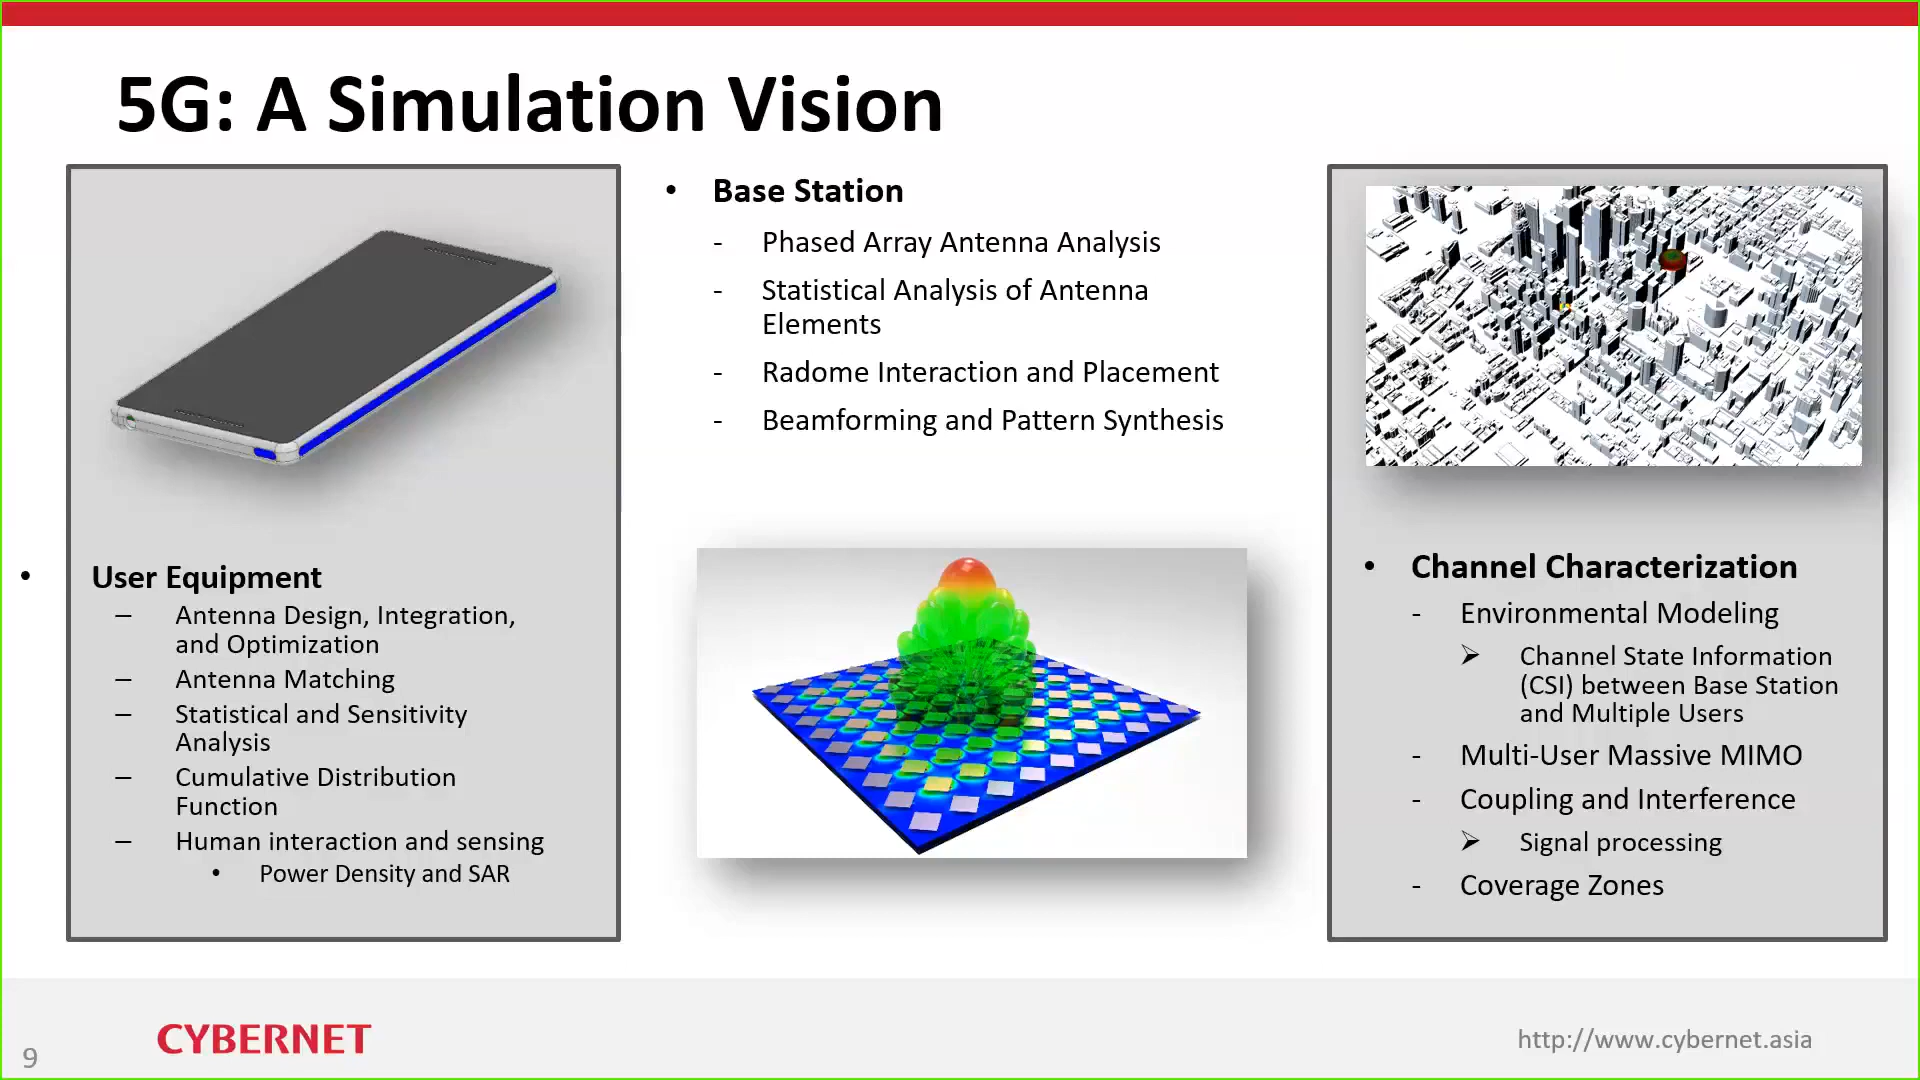 5G: A Simulation Vision
• User Equipment
– Antenna Design, Integration,
and Optimization
– Antenna Matching
– Statistical and Sensitivity
Analysis
– Cumulative Distribution
Function
– Human interaction and sensing
• Power Density and SAR
• Base Station
- Phased Array Antenna Analysis
- Statistical Analysis of Antenna
Elements
- Radome Interaction and Placement
- Beamforming and Pattern Synthesis
• Channel Characterization
- Environmental Modeling
➢ Channel State Information
(CSI) between Base Station
and Multiple Users
- Multi-User Massive MIMO
- Coupling and Interference
➢ Signal processing
- Coverage Zones
9
CYBERNET
http://www.cybernet.asia